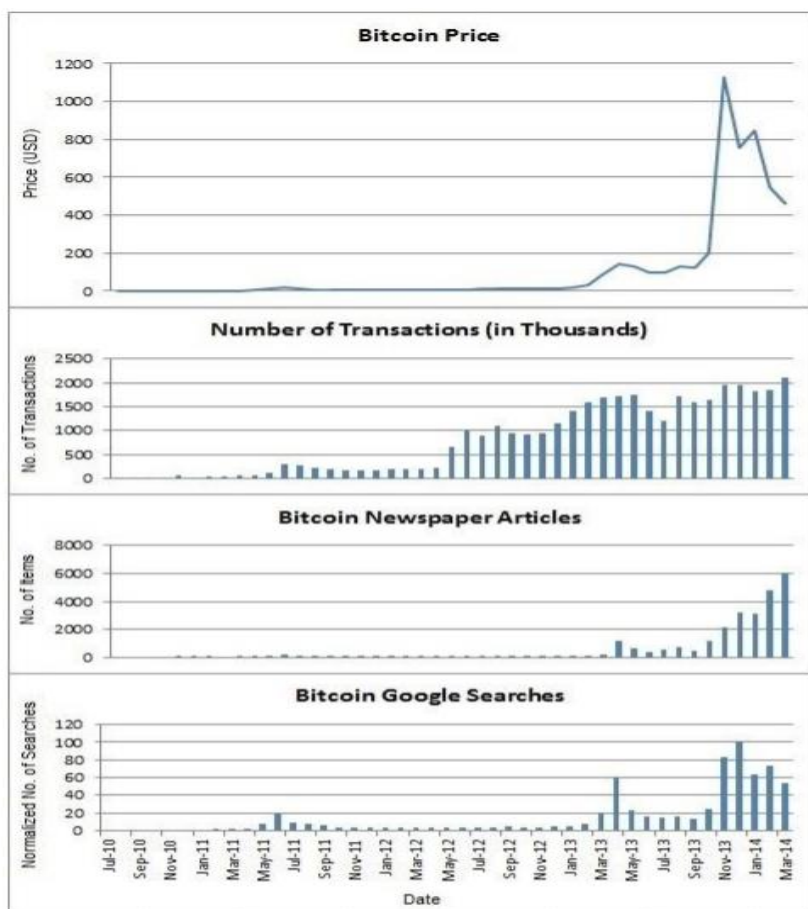 Bitcoin Price
Price (USD)
1200
1000
800
600
400
200
0
Number of Transactions (in Thousands)
No. of Transactions
2500
2000
1500
1000
500
0
Bitcoin Newspaper Articles
No. of Items
8000
6000
4000
2000
0
Bitcoin Google Searches
Normalized No. of Searches
120
100
80
60
40
20
0
Jul-10
Sep-10
Nov-10
Jan-11
Mar-11
May-11
Jul-11
Sep-11
Nov-11
Jan-12
Mar-12
May-12
Jul-12
Sep-12
Nov-12
Jan-13
Mar-13
May-13
Jul-13
Sep-13
Nov-13
Jan-14
Mar-14
Date